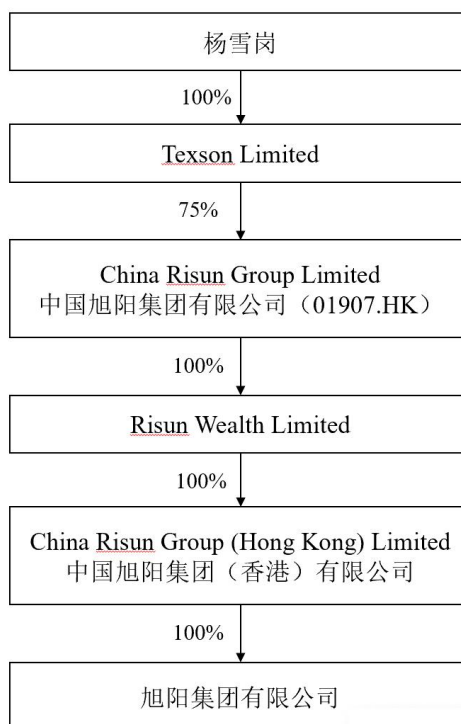 杨雪岗
100%
Texson Limited
75%
China Risun Group Limited
中国旭阳集团有限公司（01907.HK）
100%
Risun Wealth Limited
100%
China Risun Group (Hong Kong) Limited
中国旭阳集团（香港）有限公司
100%
旭阳集团有限公司